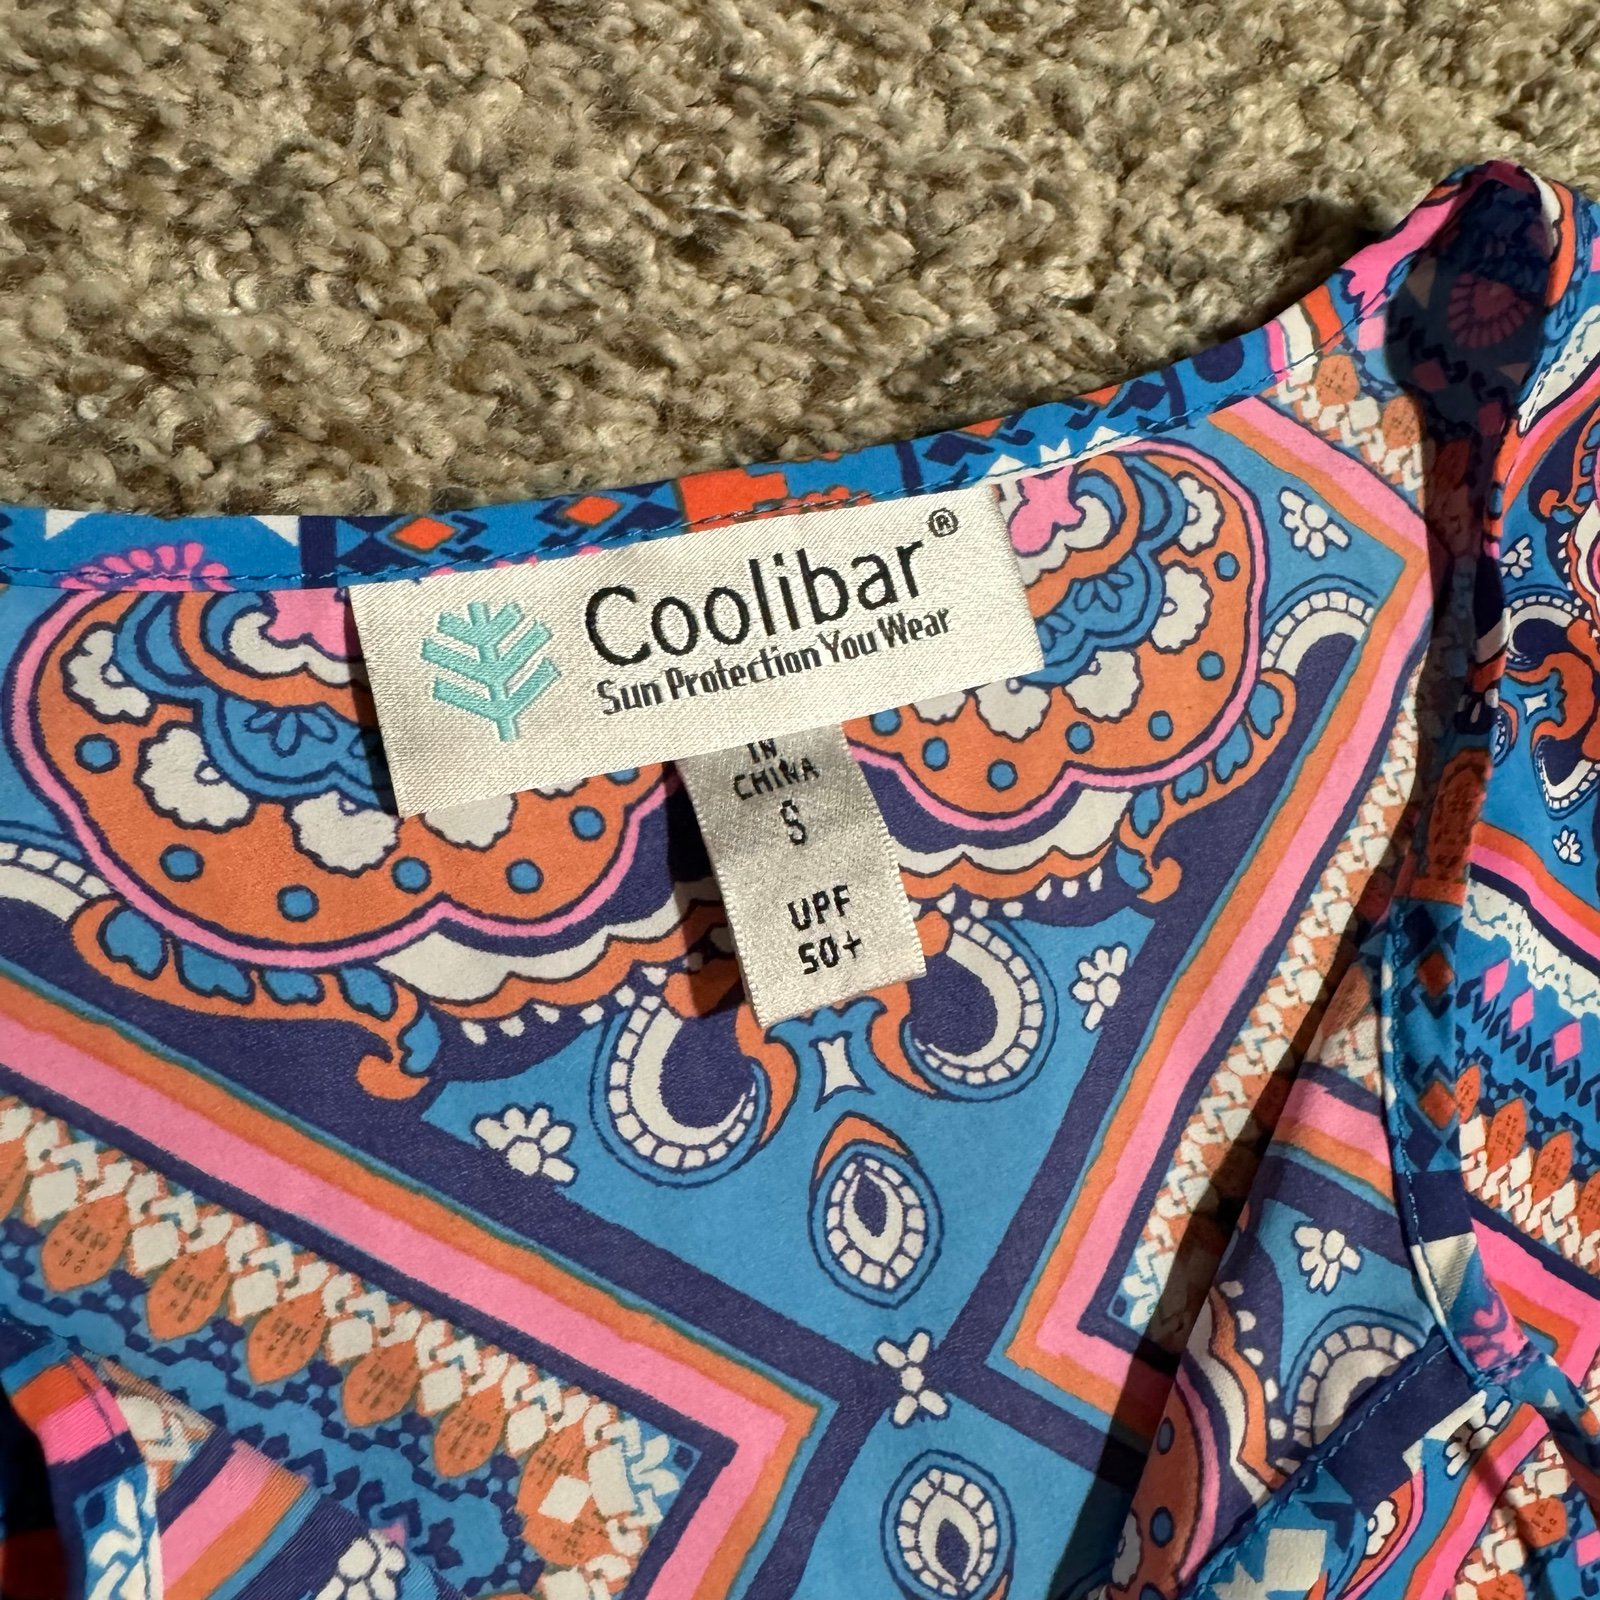 Coolibar®
Sun Protection You Wear
IN
CHINA
S
UPF
50+